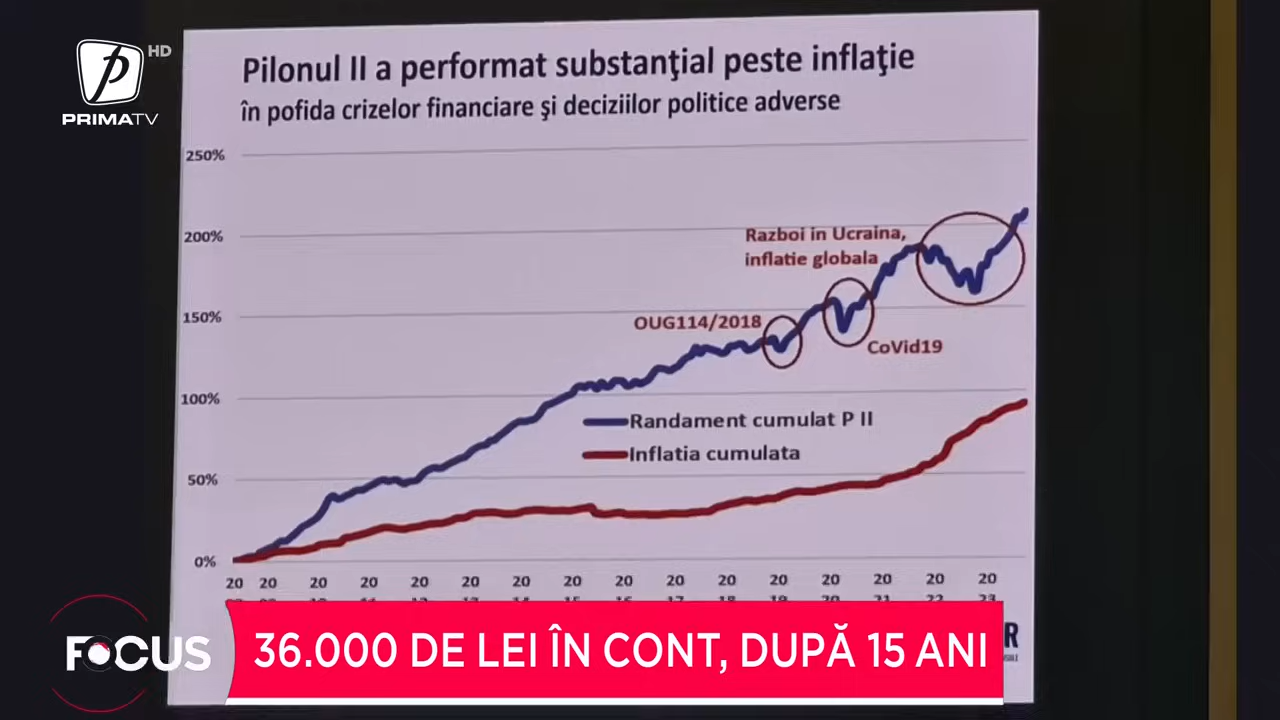 HD
PRIMATV
Pilonul II a performat substanţial peste inflaţie
în pofida crizelor financiare şi deciziilor politice adverse
250%
200%
150%
100%
50%
0%
Razboi in Ucraina,
inflatie globala
OUG114/2018
CoVid19
Randament cumulat P II
Inflatia cumulata
20 20 20 20 20 20 20 20 20 20 20 20 20 20 20 20
FOCUS
36.000 DE LEI ÎN CONT, DUPĂ 15 ANI